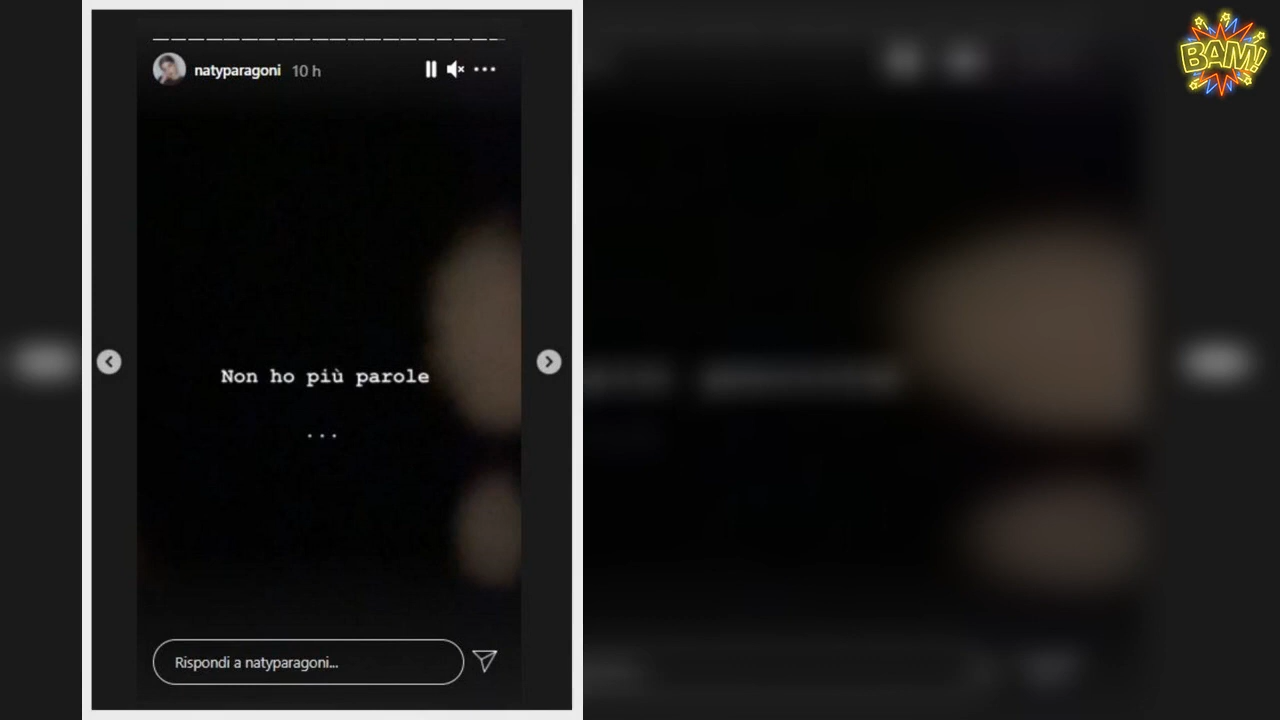 natyparagoni 10 h
BAM!
Non ho più parole
...
Rispondi a natyparagoni...